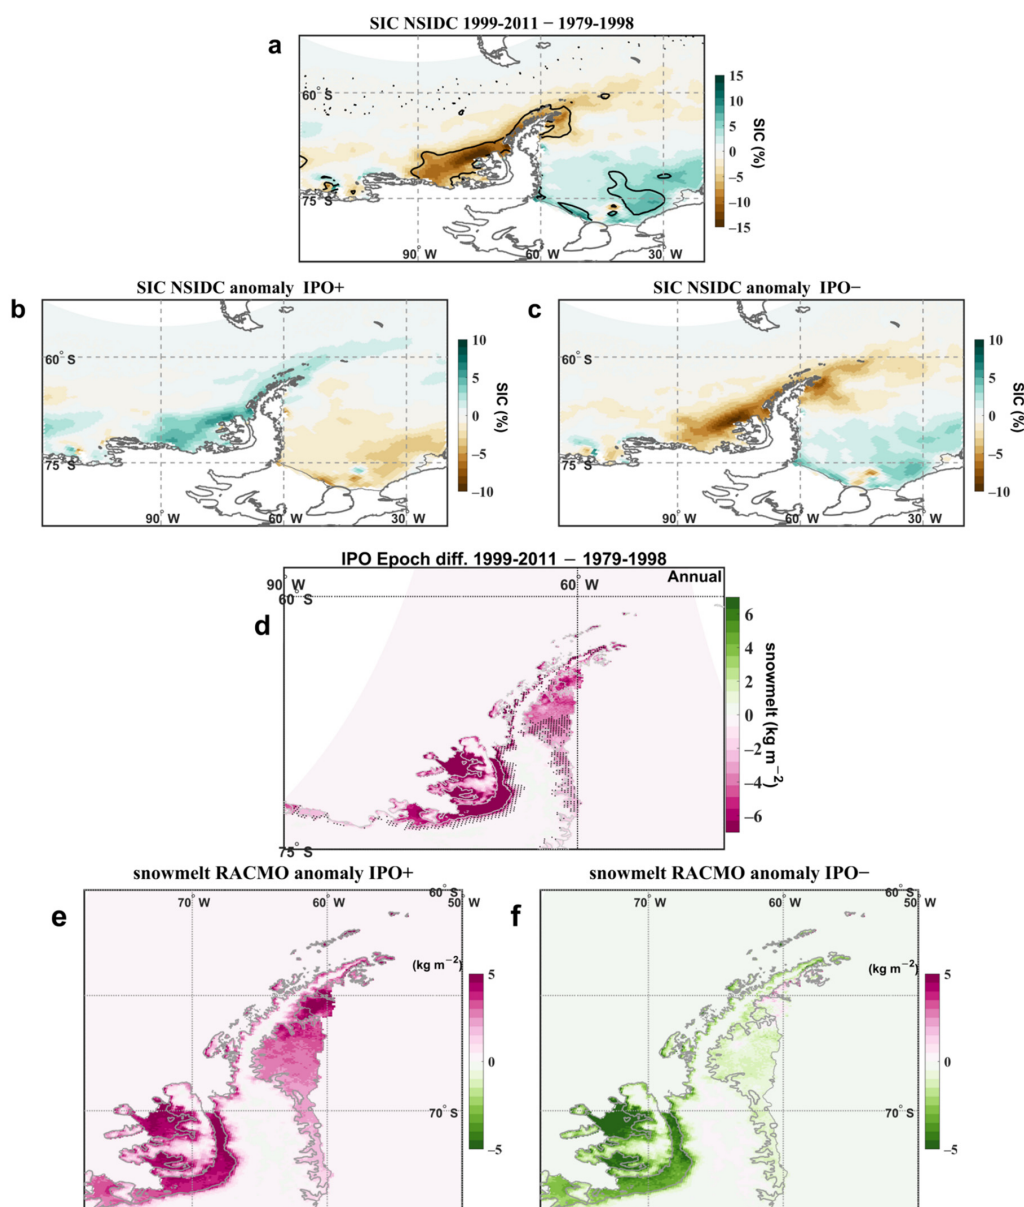 SIC NSIDC 1999-2011 − 1979-1998
a
60° S
75° S
90° W
60° W
30° W
15
10
5
0
−5
−10
−15
SIC (%)
SIC NSIDC anomaly IPO+
b
60° S
75° S
90° W
60° W
30° W
10
5
0
−5
−10
SIC (%)
SIC NSIDC anomaly IPO−
c
60° S
75° S
90° W
60° W
30° W
10
5
0
−5
−10
SIC (%)
IPO Epoch diff. 1999-2011 − 1979-1998
d
90° W
60° W
Annual
60° S
75° S
6
4
2
0
−2
−4
−6
snowmelt (kg m−2)
snowmelt RACMO anomaly IPO+
e
60° S
70° W
60° W
50° W
(kg m−2)
5
0
−5
70° S
snowmelt RACMO anomaly IPO−
f
60° S
70° W
60° W
50° W
(kg m−2)
5
0
−5
70° S